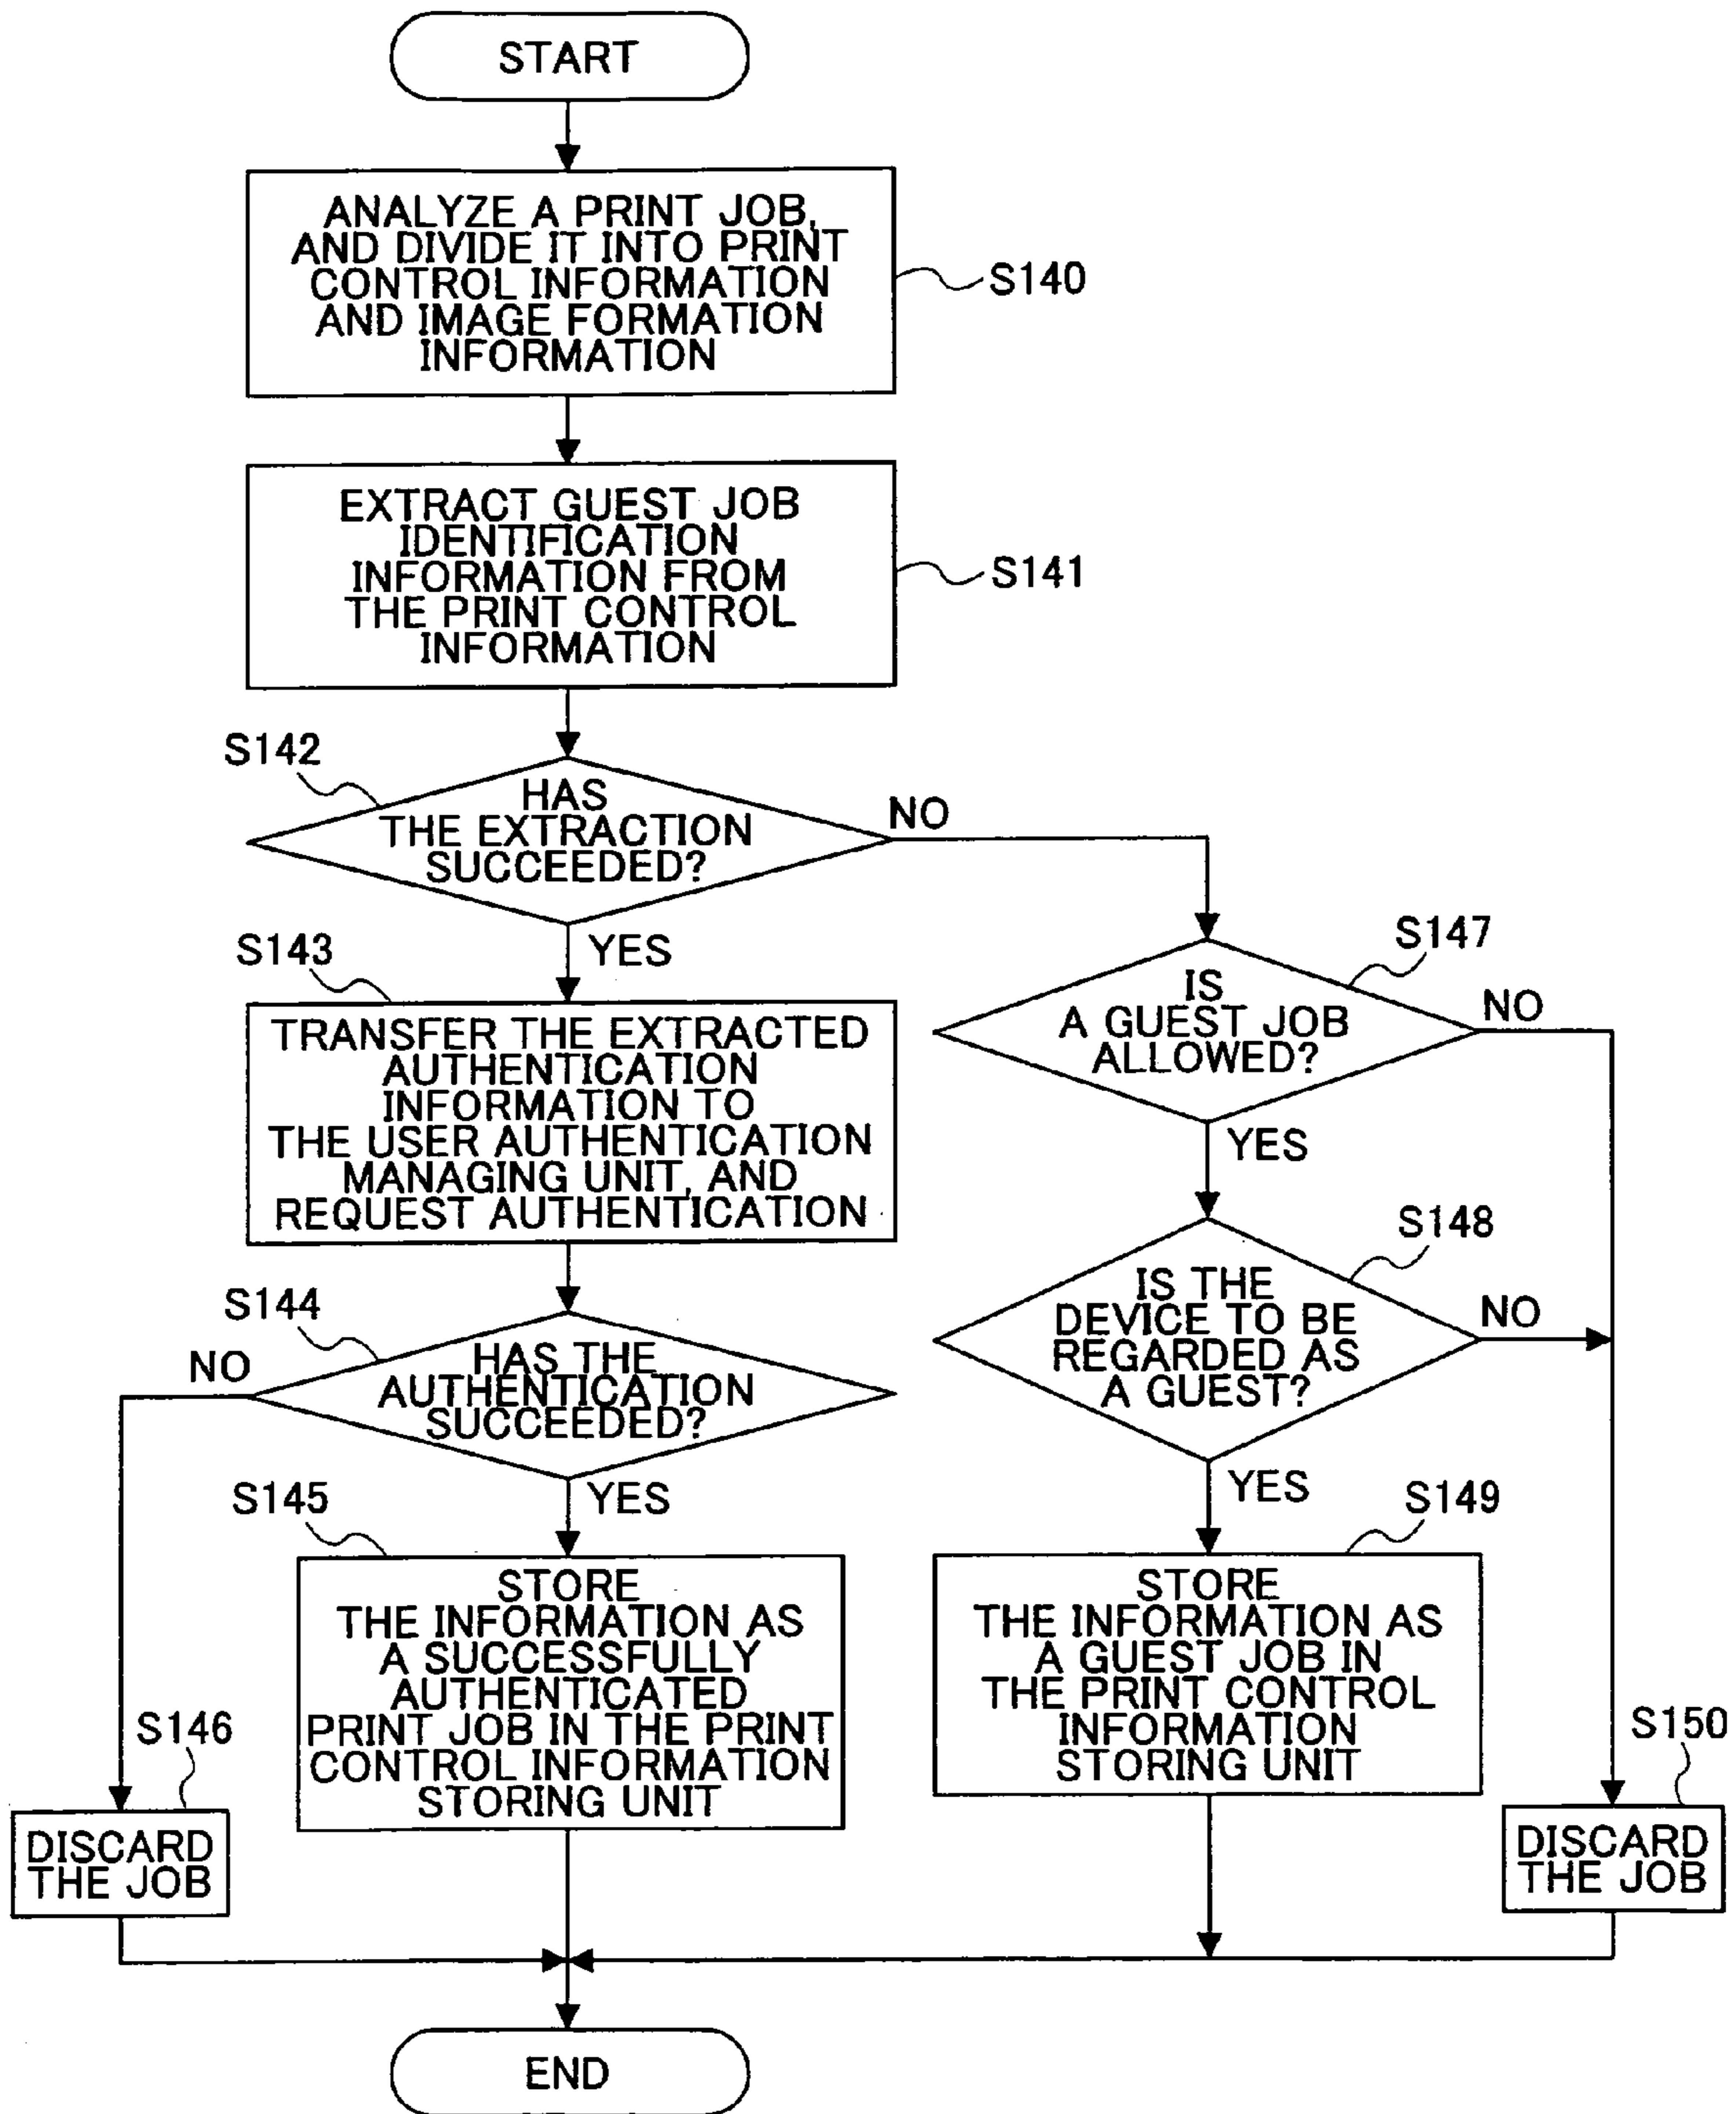 START
ANALYZE A PRINT JOB,
AND DIVIDE IT INTO PRINT
CONTROL INFORMATION
AND IMAGE FORMATION
INFORMATION
S140
EXTRACT GUEST JOB
IDENTIFICATION
INFORMATION FROM
THE PRINT CONTROL
INFORMATION
S141
S142
HAS
THE EXTRACTION
SUCCEEDED?
NO
YES
S143
TRANSFER THE EXTRACTED
AUTHENTICATION
INFORMATION TO
THE USER AUTHENTICATION
MANAGING UNIT, AND
REQUEST AUTHENTICATION
S144
NO
HAS THE
AUTHENTICATION
SUCCEEDED?
YES
S145
STORE
THE INFORMATION AS
A SUCCESSFULLY
AUTHENTICATED
PRINT JOB IN THE PRINT
CONTROL INFORMATION
STORING UNIT
S146
DISCARD
THE JOB
S147
IS
A GUEST JOB
ALLOWED?
NO
YES
S148
IS THE
DEVICE TO BE
REGARDED AS
A GUEST?
NO
YES
S149
STORE
THE INFORMATION AS
A GUEST JOB IN
THE PRINT CONTROL
INFORMATION
STORING UNIT
S150
DISCARD
THE JOB
END